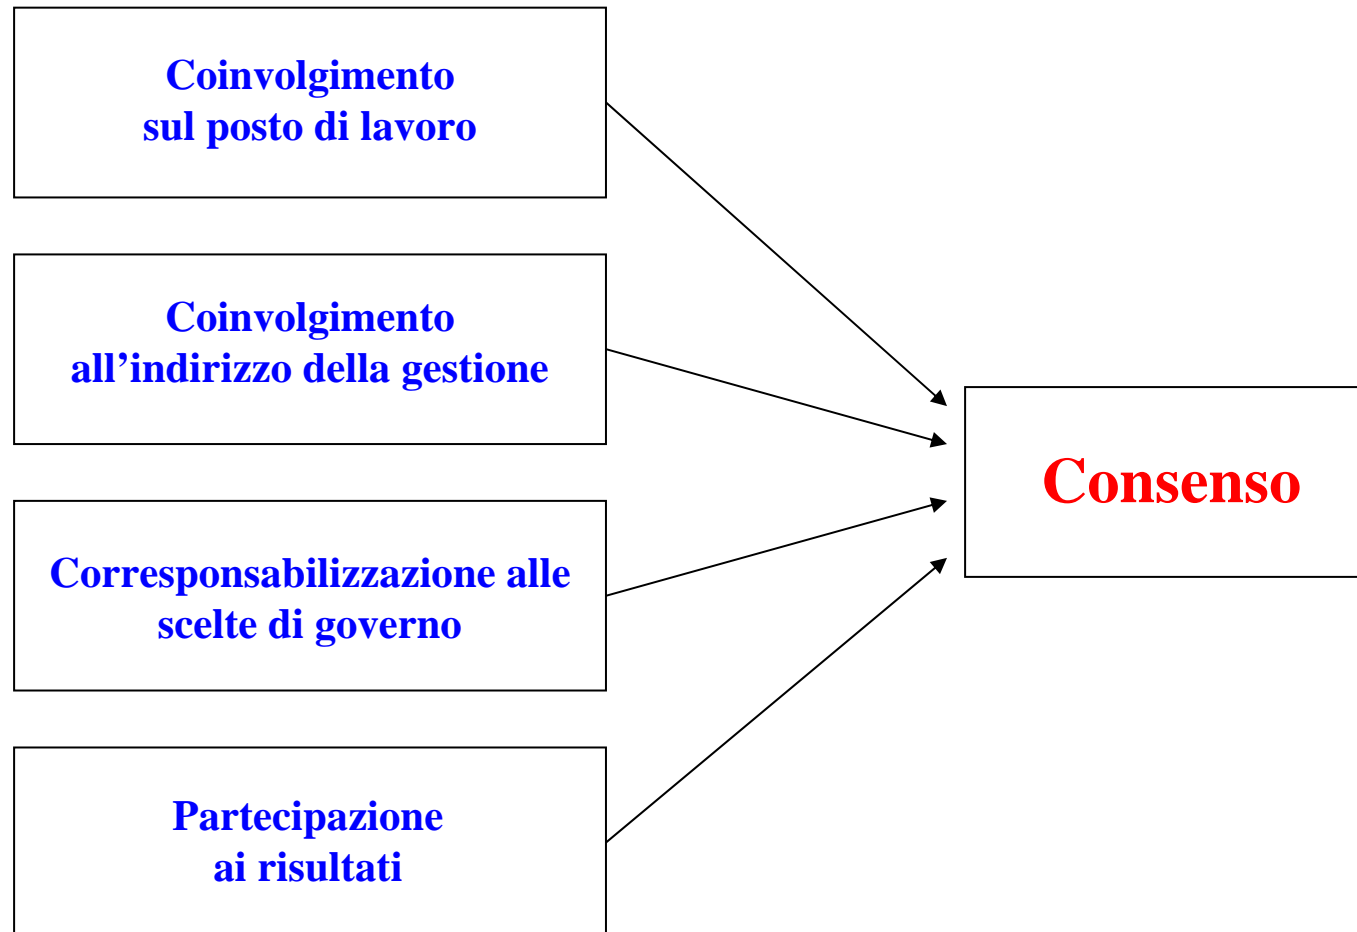 Coinvolgimento
sul posto di lavoro
Coinvolgimento
all’indirizzo della gestione
Corresponsabilizzazione alle
scelte di governo
Partecipazione
ai risultati
Consenso